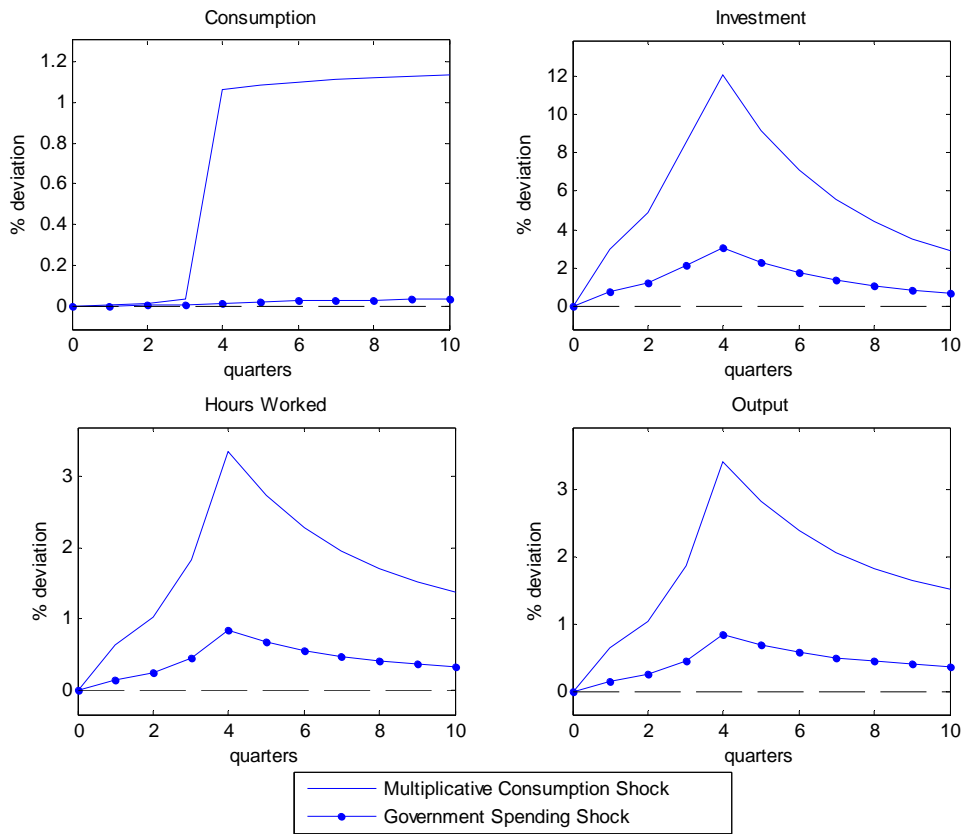 Consumption
1.2
1
0.8
0.6
0.4
0.2
0
% deviation
0 2 4 6 8 10
quarters
Investment
12
10
8
6
4
2
0
% deviation
0 2 4 6 8 10
quarters
Hours Worked
3
2
1
0
% deviation
0 2 4 6 8 10
quarters
Output
3
2
1
0
% deviation
0 2 4 6 8 10
quarters
Multiplicative Consumption Shock
Government Spending Shock